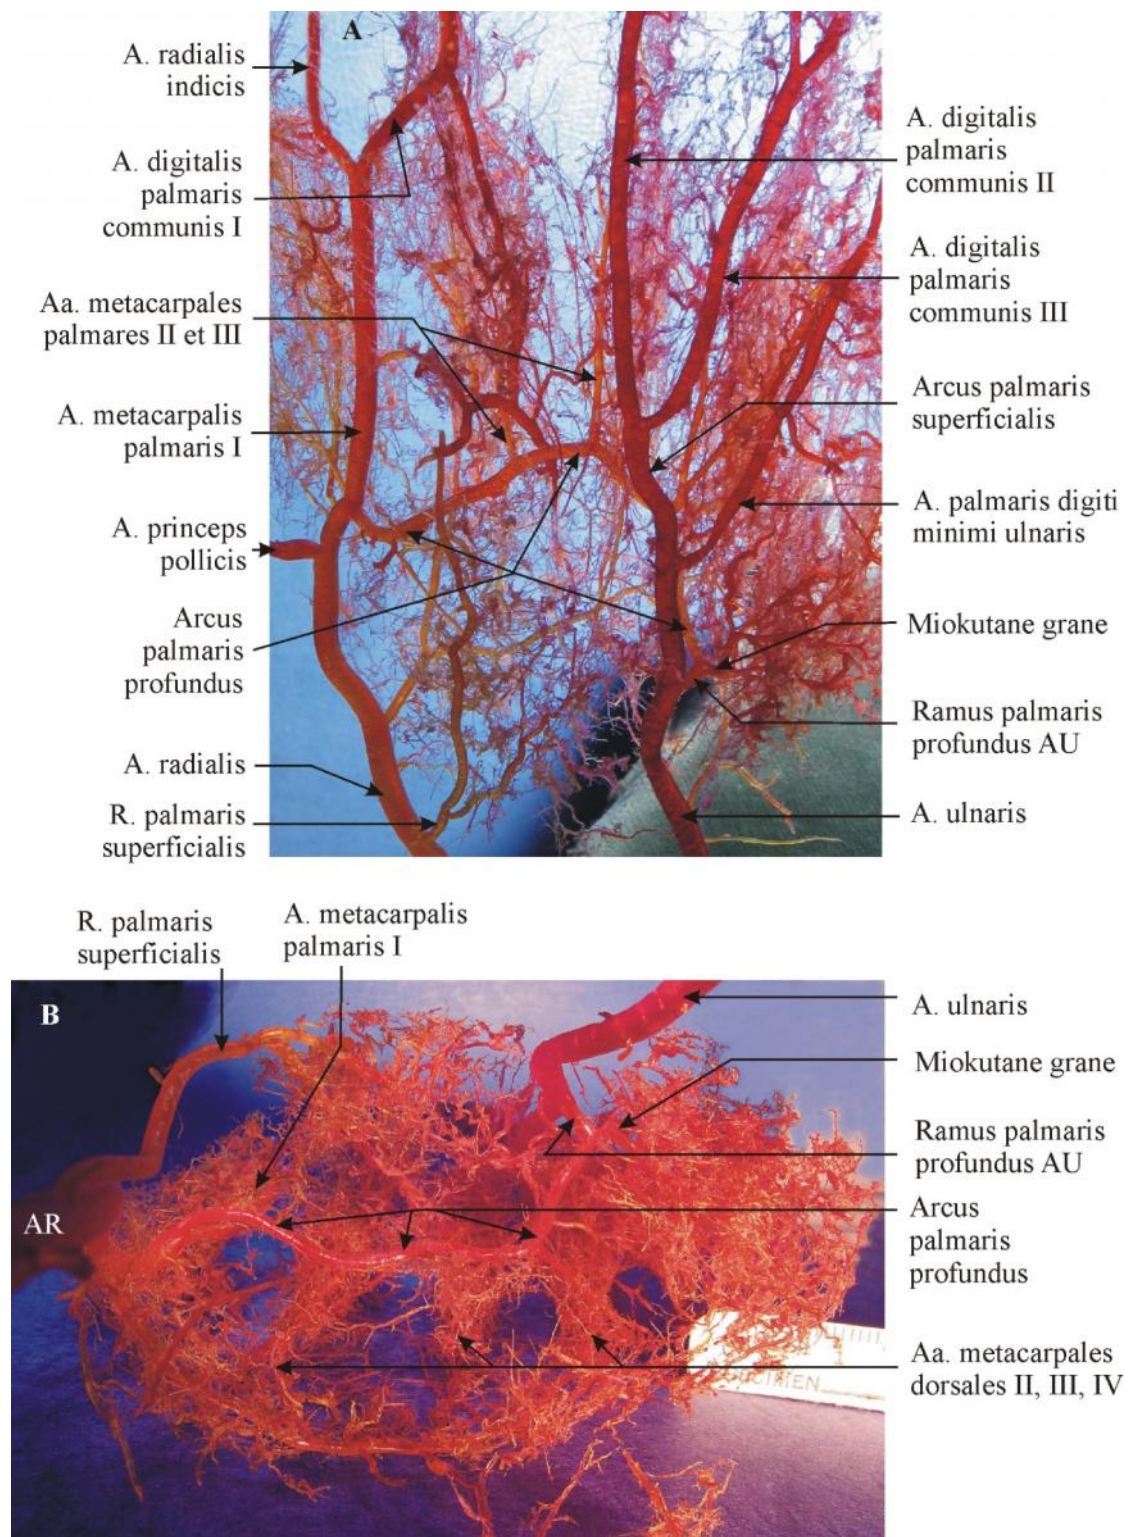 A
A. radialis
indicis
A. digitalis
palmaris
communis I
Aa. metacarpales
palmares II et III
A. metacarpalis
palmaris I
A. princeps
pollicis
Arcus
palmaris
profundus
A. radialis
R. palmaris
superficialis
A. digitalis
palmaris
communis II
A. digitalis
palmaris
communis III
Arcus palmaris
superficialis
A. palmaris digiti
minimi ulnaris
Miokutane grane
Ramus palmaris
profundus AU
A. ulnaris
R. palmaris
superficialis
A. metacarpalis
palmaris I
B
AR
A. ulnaris
Miokutane grane
Ramus palmaris
profundus AU
Arcus
palmaris
profundus
Aa. metacarpales
dorsales II, III, IV